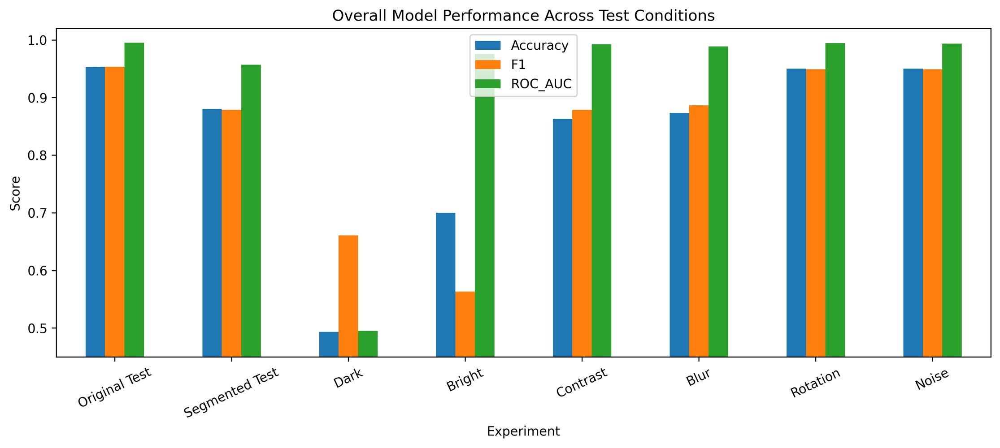 Overall Model Performance Across Test Conditions
Accuracy
F1
ROC_AUC
1.0
0.9
0.8
0.7
0.6
0.5
Score
Original Test
Segmented Test
Dark
Bright
Contrast
Blur
Rotation
Noise
Experiment